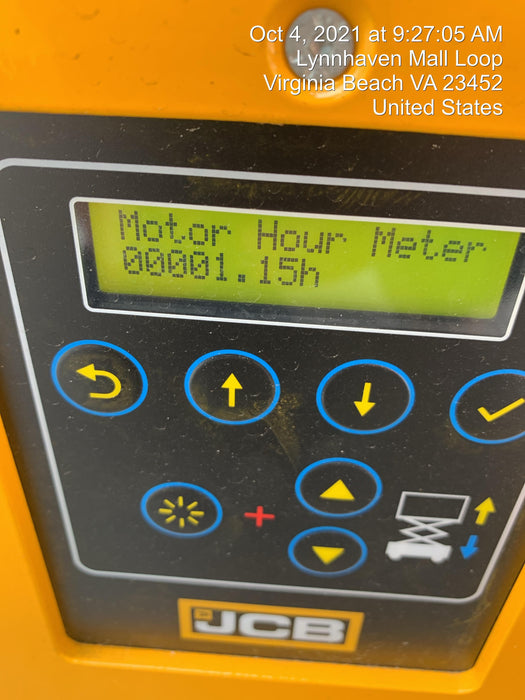 Oct 4, 2021 at 9:27:05 AM
Lynnhaven Mall Loop
Virginia Beach VA 23452
United States
Motor Hour Meter
00001.15h
JCB